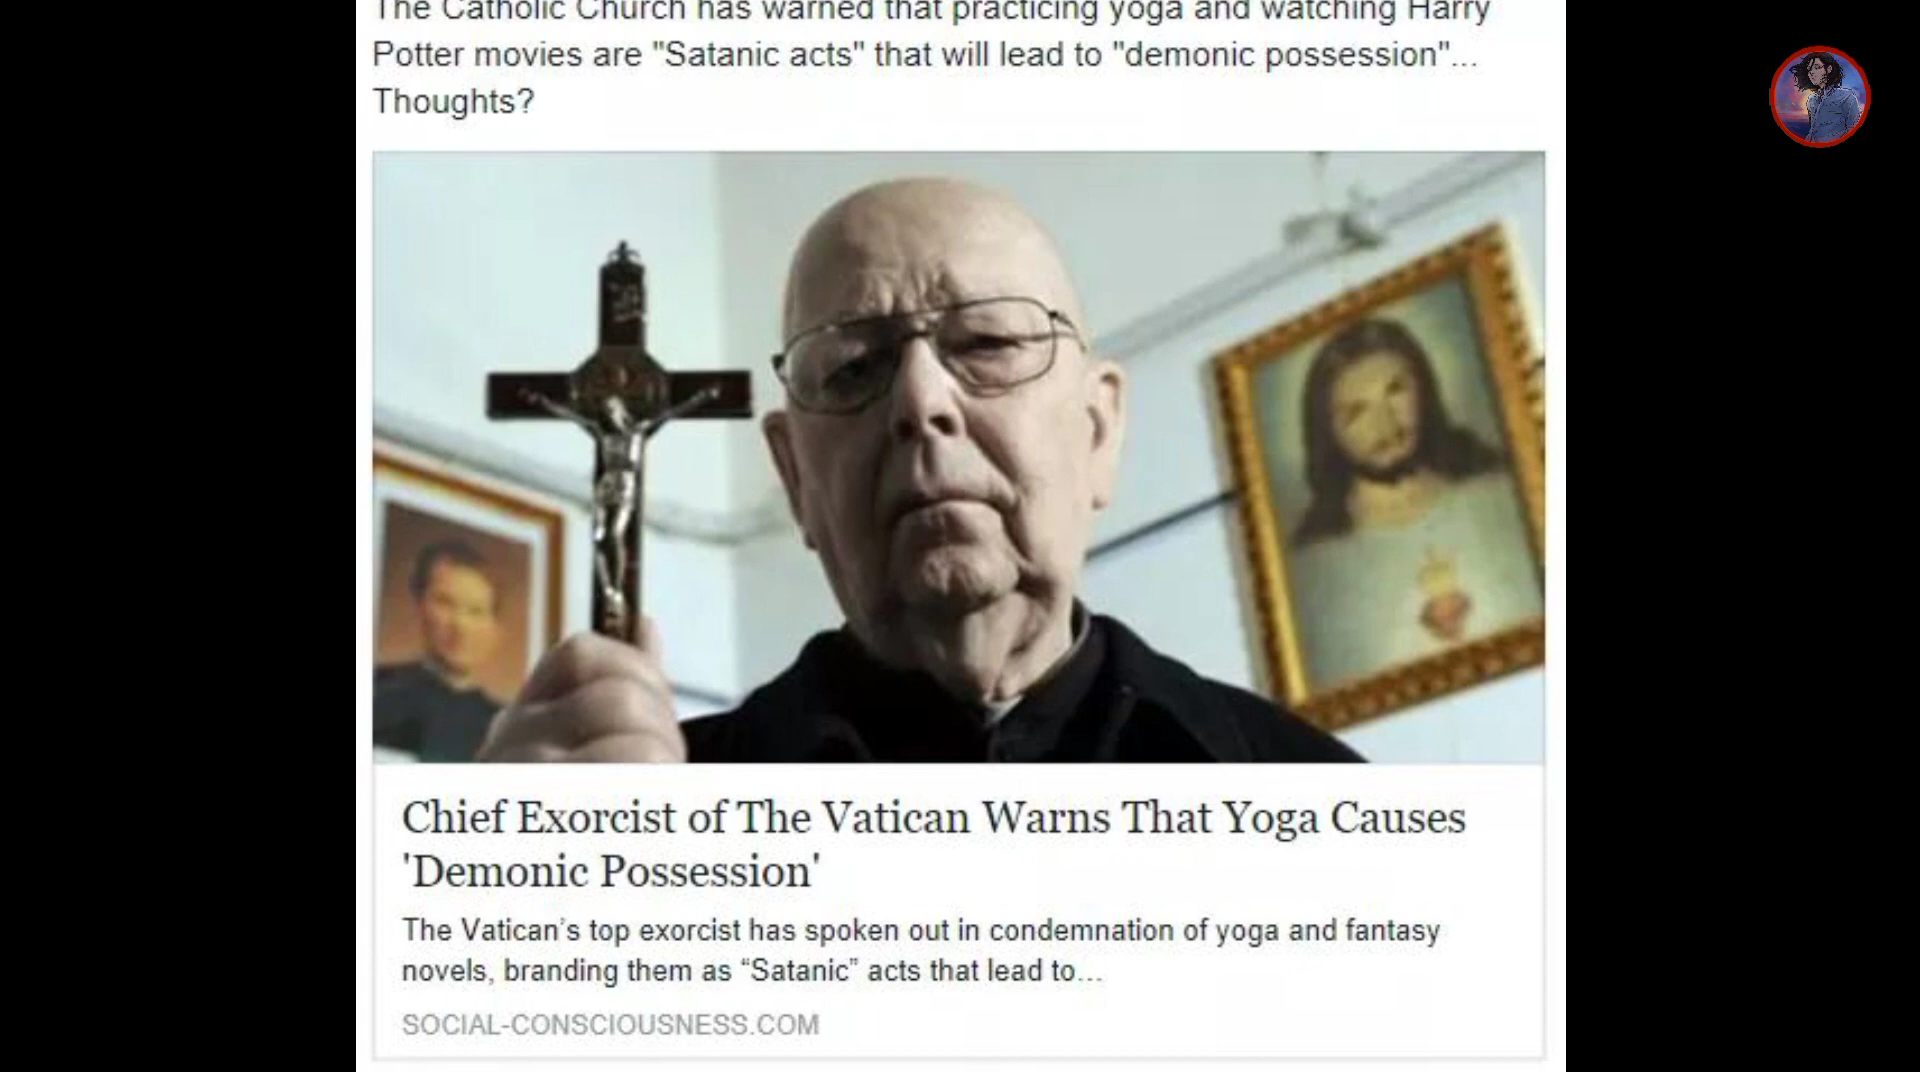 The Catholic Church has warned that practicing yoga and watching Harry
Potter movies are "Satanic acts" that will lead to "demonic possession"...
Thoughts?
Chief Exorcist of The Vatican Warns That Yoga Causes
'Demonic Possession'
The Vatican's top exorcist has spoken out in condemnation of yoga and fantasy
novels, branding them as “Satanic” acts that lead to...
SOCIAL-CONSCIOUSNESS.COM